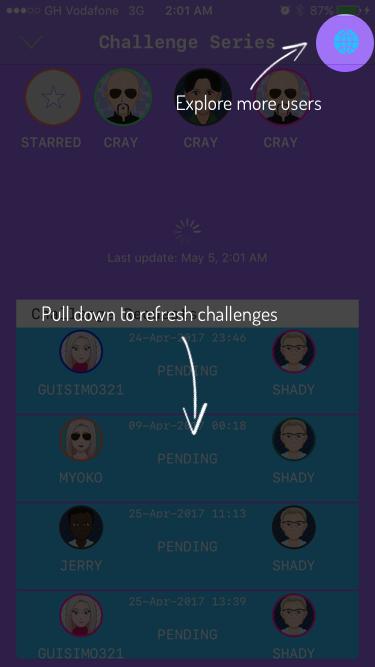 GH Vodafone 3G 2:01 AM 87%
Challenge Series
Explore more users
STARRED CRAY CRAY CRAY
Last update: May 5, 2:01 AM
Pull down to refresh challenges
24-Apr-2017 23:46
PENDING
GUISIMO321 SHADY
09-Apr-2017 00:18
PENDING
MYOKO SHADY
25-Apr-2017 11:13
PENDING
JERRY SHADY
25-Apr-2017 13:39
PENDING
GUISIMO321 SHADY